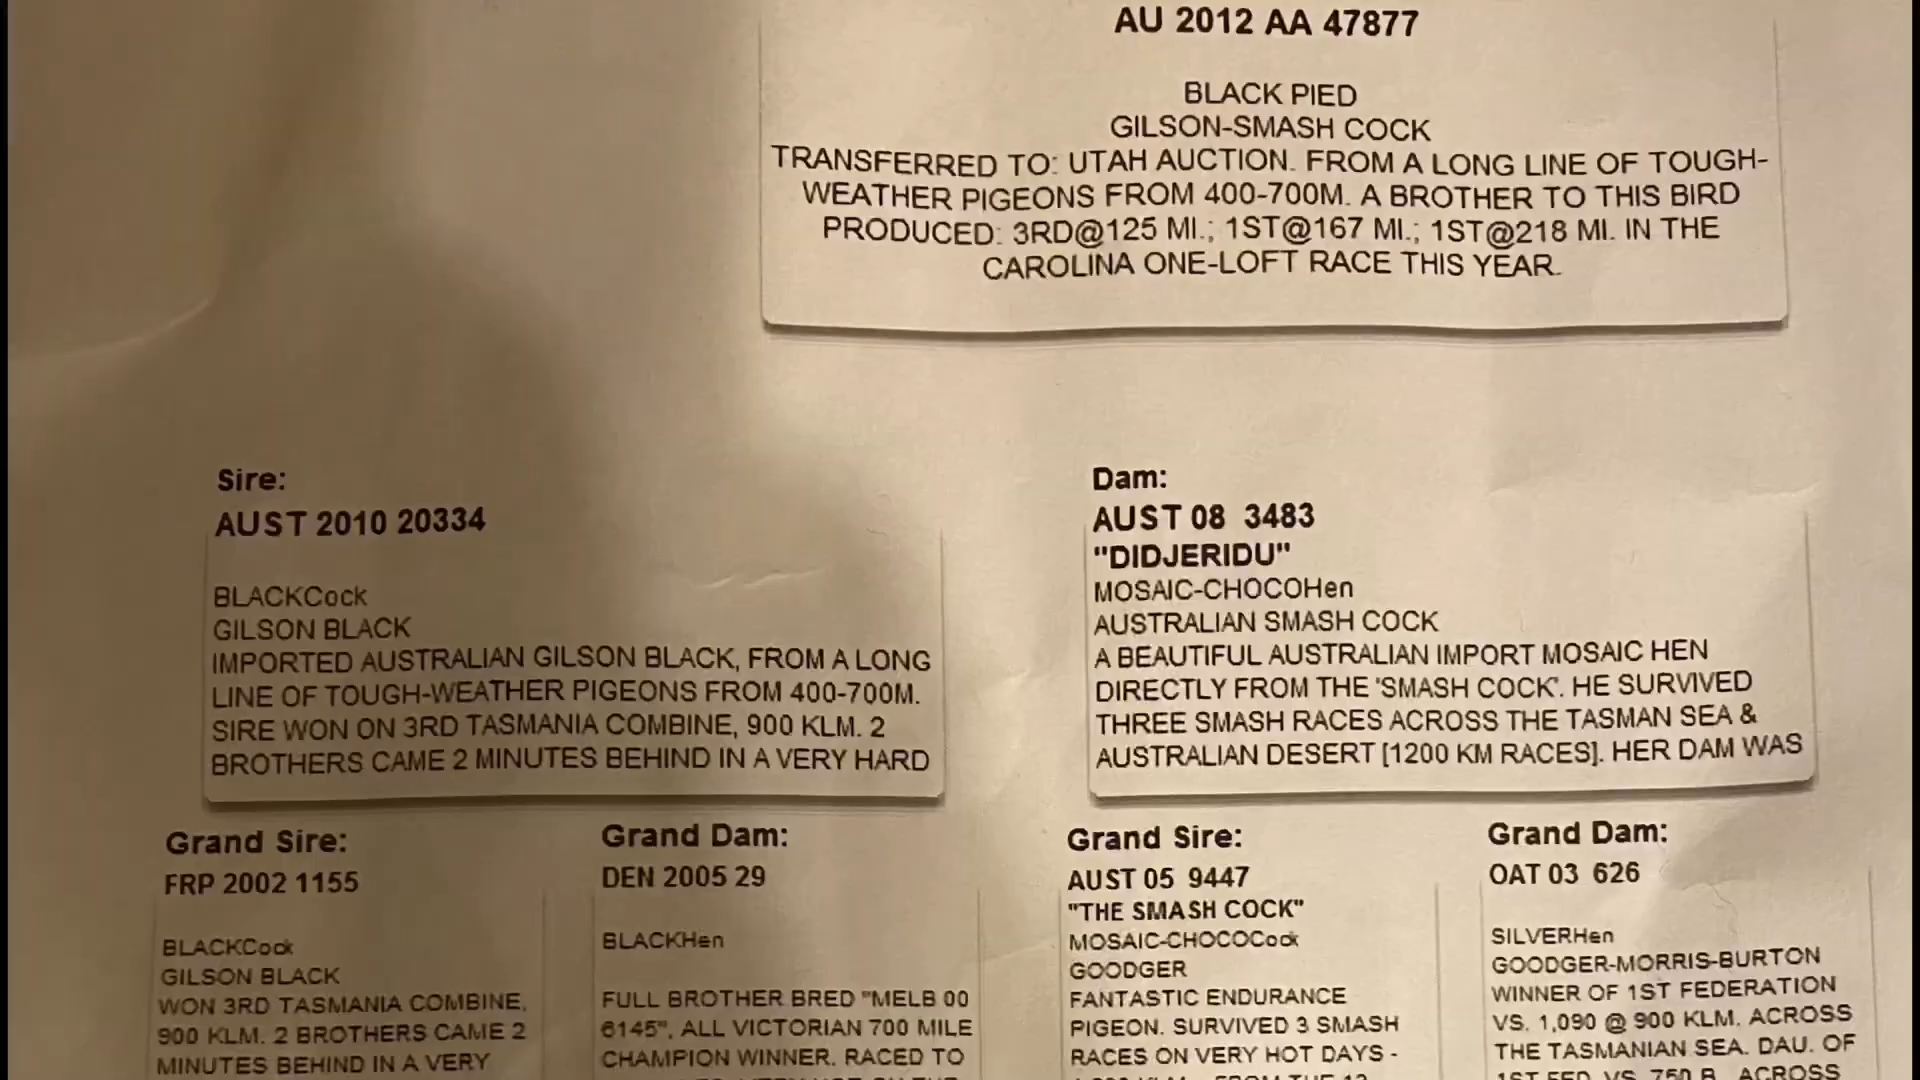 AU 2012 AA 47877
BLACK PIED
GILSON-SMASH COCK
TRANSFERRED TO: UTAH AUCTION. FROM A LONG LINE OF TOUGH-
WEATHER PIGEONS FROM 400-700M. A BROTHER TO THIS BIRD
PRODUCED: 3RD@125 MI.; 1ST@167 MI.; 1ST@218 MI. IN THE
CAROLINA ONE-LOFT RACE THIS YEAR.
Sire:
AUST 2010 20334
BLACKCock
GILSON BLACK
IMPORTED AUSTRALIAN GILSON BLACK, FROM A LONG
LINE OF TOUGH-WEATHER PIGEONS FROM 400-700M.
SIRE WON ON 3RD TASMANIA COMBINE, 900 KLM. 2
BROTHERS CAME 2 MINUTES BEHIND IN A VERY HARD
Dam:
AUST 08 3483
"DIDJERIDU"
MOSAIC-CHOCOHen
AUSTRALIAN SMASH COCK
A BEAUTIFUL AUSTRALIAN IMPORT MOSAIC HEN
DIRECTLY FROM THE 'SMASH COCK'. HE SURVIVED
THREE SMASH RACES ACROSS THE TASMAN SEA &
AUSTRALIAN DESERT [1200 KM RACES]. HER DAM WAS
Grand Sire:
FRP 2002 1155
BLACKCock
GILSON BLACK
WON 3RD TASMANIA COMBINE,
900 KLM. 2 BROTHERS CAME 2
MINUTES BEHIND IN A VERY
Grand Dam:
DEN 2005 29
BLACKHen
FULL BROTHER BRED "MELB 00
6145", ALL VICTORIAN 700 MILE
CHAMPION WINNER. RACED TO
Grand Sire:
AUST 05 9447
"THE SMASH COCK"
MOSAIC-CHOCOCock
GOODGER
FANTASTIC ENDURANCE
PIGEON. SURVIVED 3 SMASH
RACES ON VERY HOT DAYS -
Grand Dam:
OAT 03 626
SILVERHen
GOODGER-MORRIS-BURTON
WINNER OF 1ST FEDERATION
VS. 1,090 @ 900 KLM. ACROSS
THE TASMANIAN SEA. DAU. OF
1ST FED. VS. 750 B. ACROSS